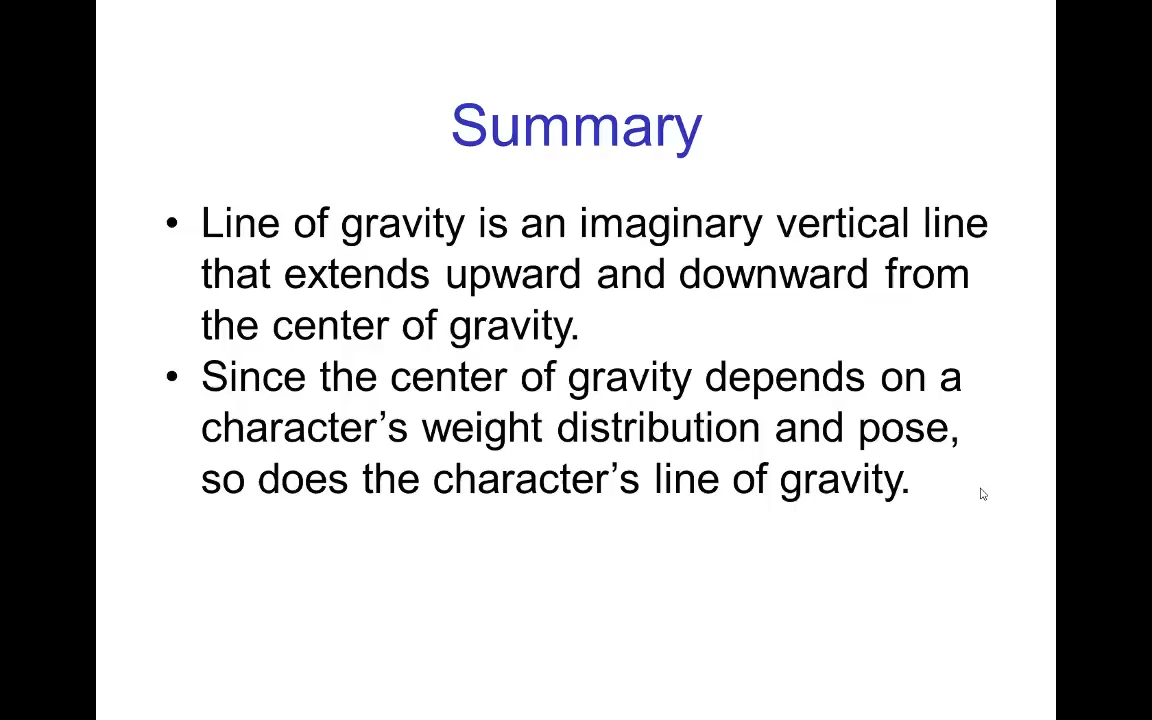 Summary
• Line of gravity is an imaginary vertical line
that extends upward and downward from
the center of gravity.
• Since the center of gravity depends on a
character’s weight distribution and pose,
so does the character’s line of gravity.